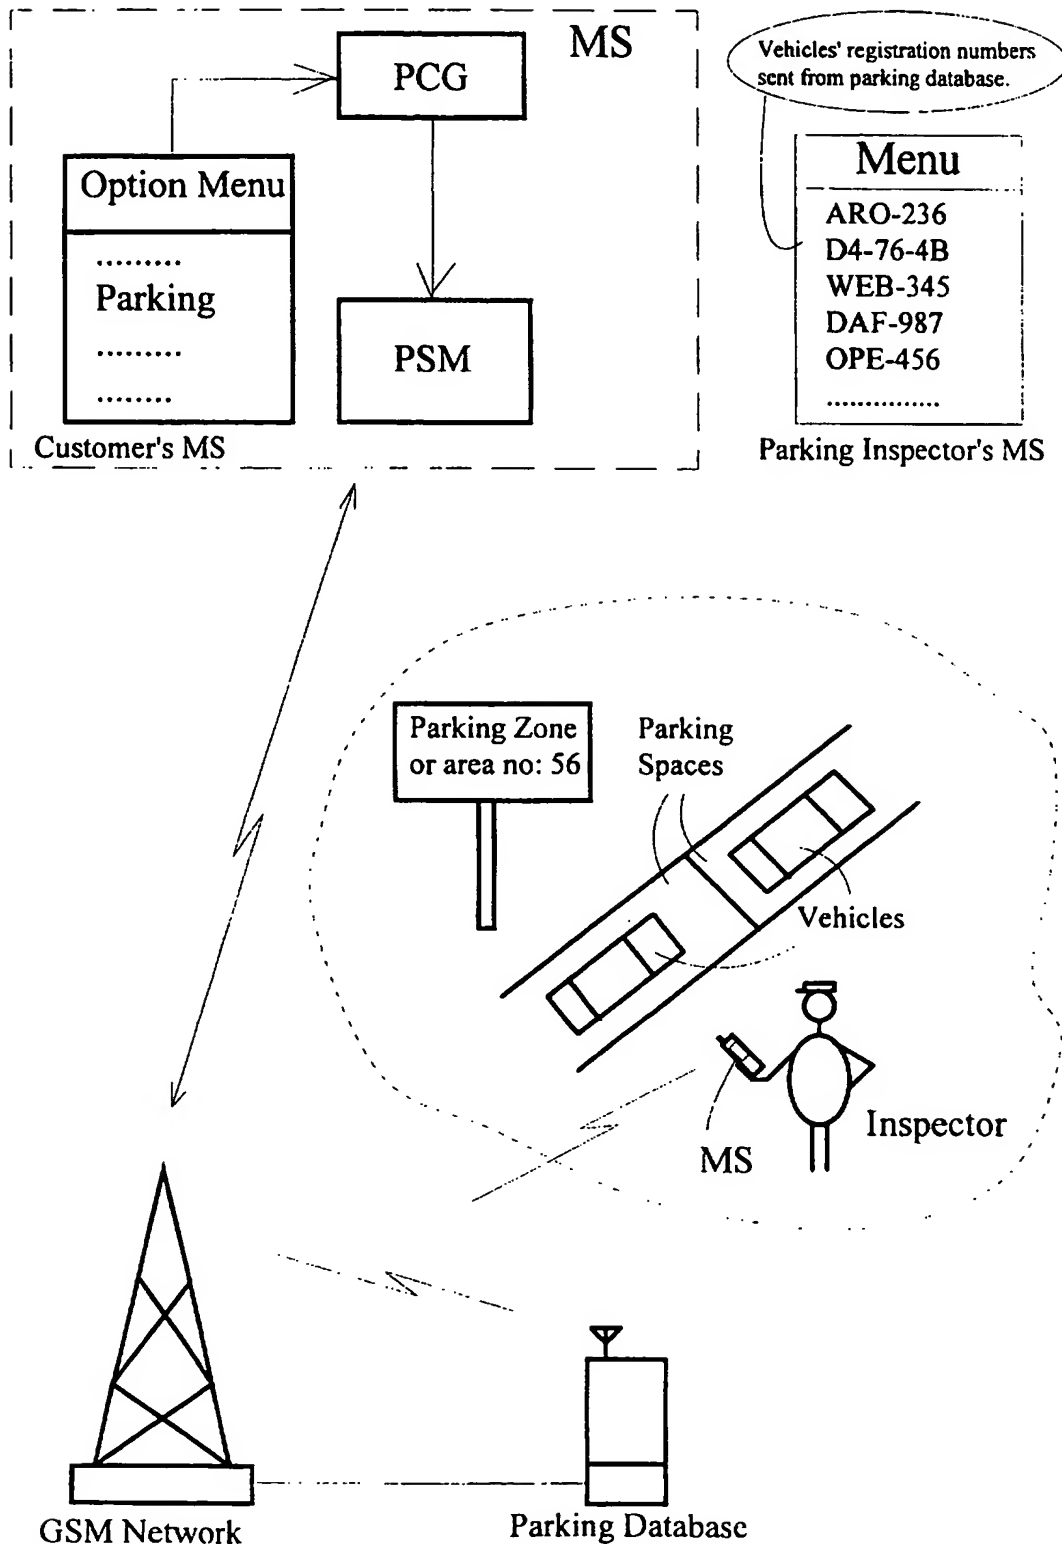 MS
PCG
Option Menu
.........
Parking
.........
........
PSM
Customer's MS
Vehicles' registration numbers
sent from parking database.
Menu
ARO-236
D4-76-4B
WEB-345
DAF-987
OPE-456
...............
Parking Inspector's MS
Parking Zone
or area no: 56
Parking
Spaces
Vehicles
MS
Inspector
GSM Network
Parking Database